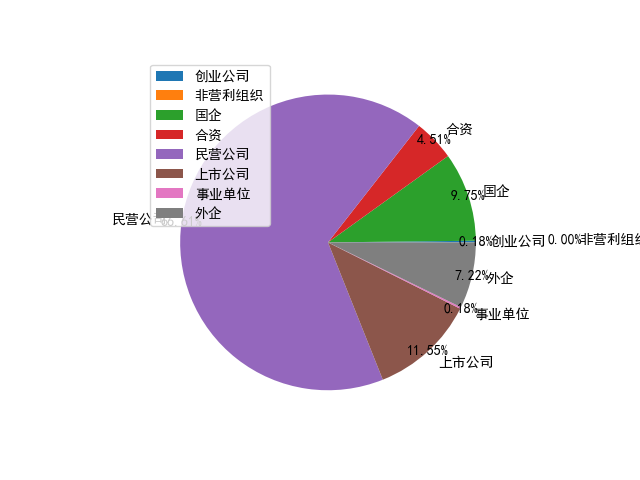 创业公司
非营利组织
国企
合资
民营公司
上市公司
事业单位
外企
合资
4.51%
国企
9.75%
0.18%
创业公司
0.00%
非营利组织
7.22%
外企
0.18%
事业单位
11.55%
上市公司
民营公司
66.61%